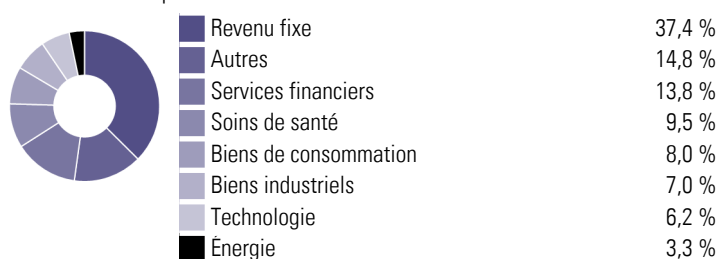 Revenu fixe 37,4 %
Autres 14,8 %
Services financiers 13,8 %
Soins de santé 9,5 %
Biens de consommation 8,0 %
Biens industriels 7,0 %
Technologie 6,2 %
Énergie 3,3 %